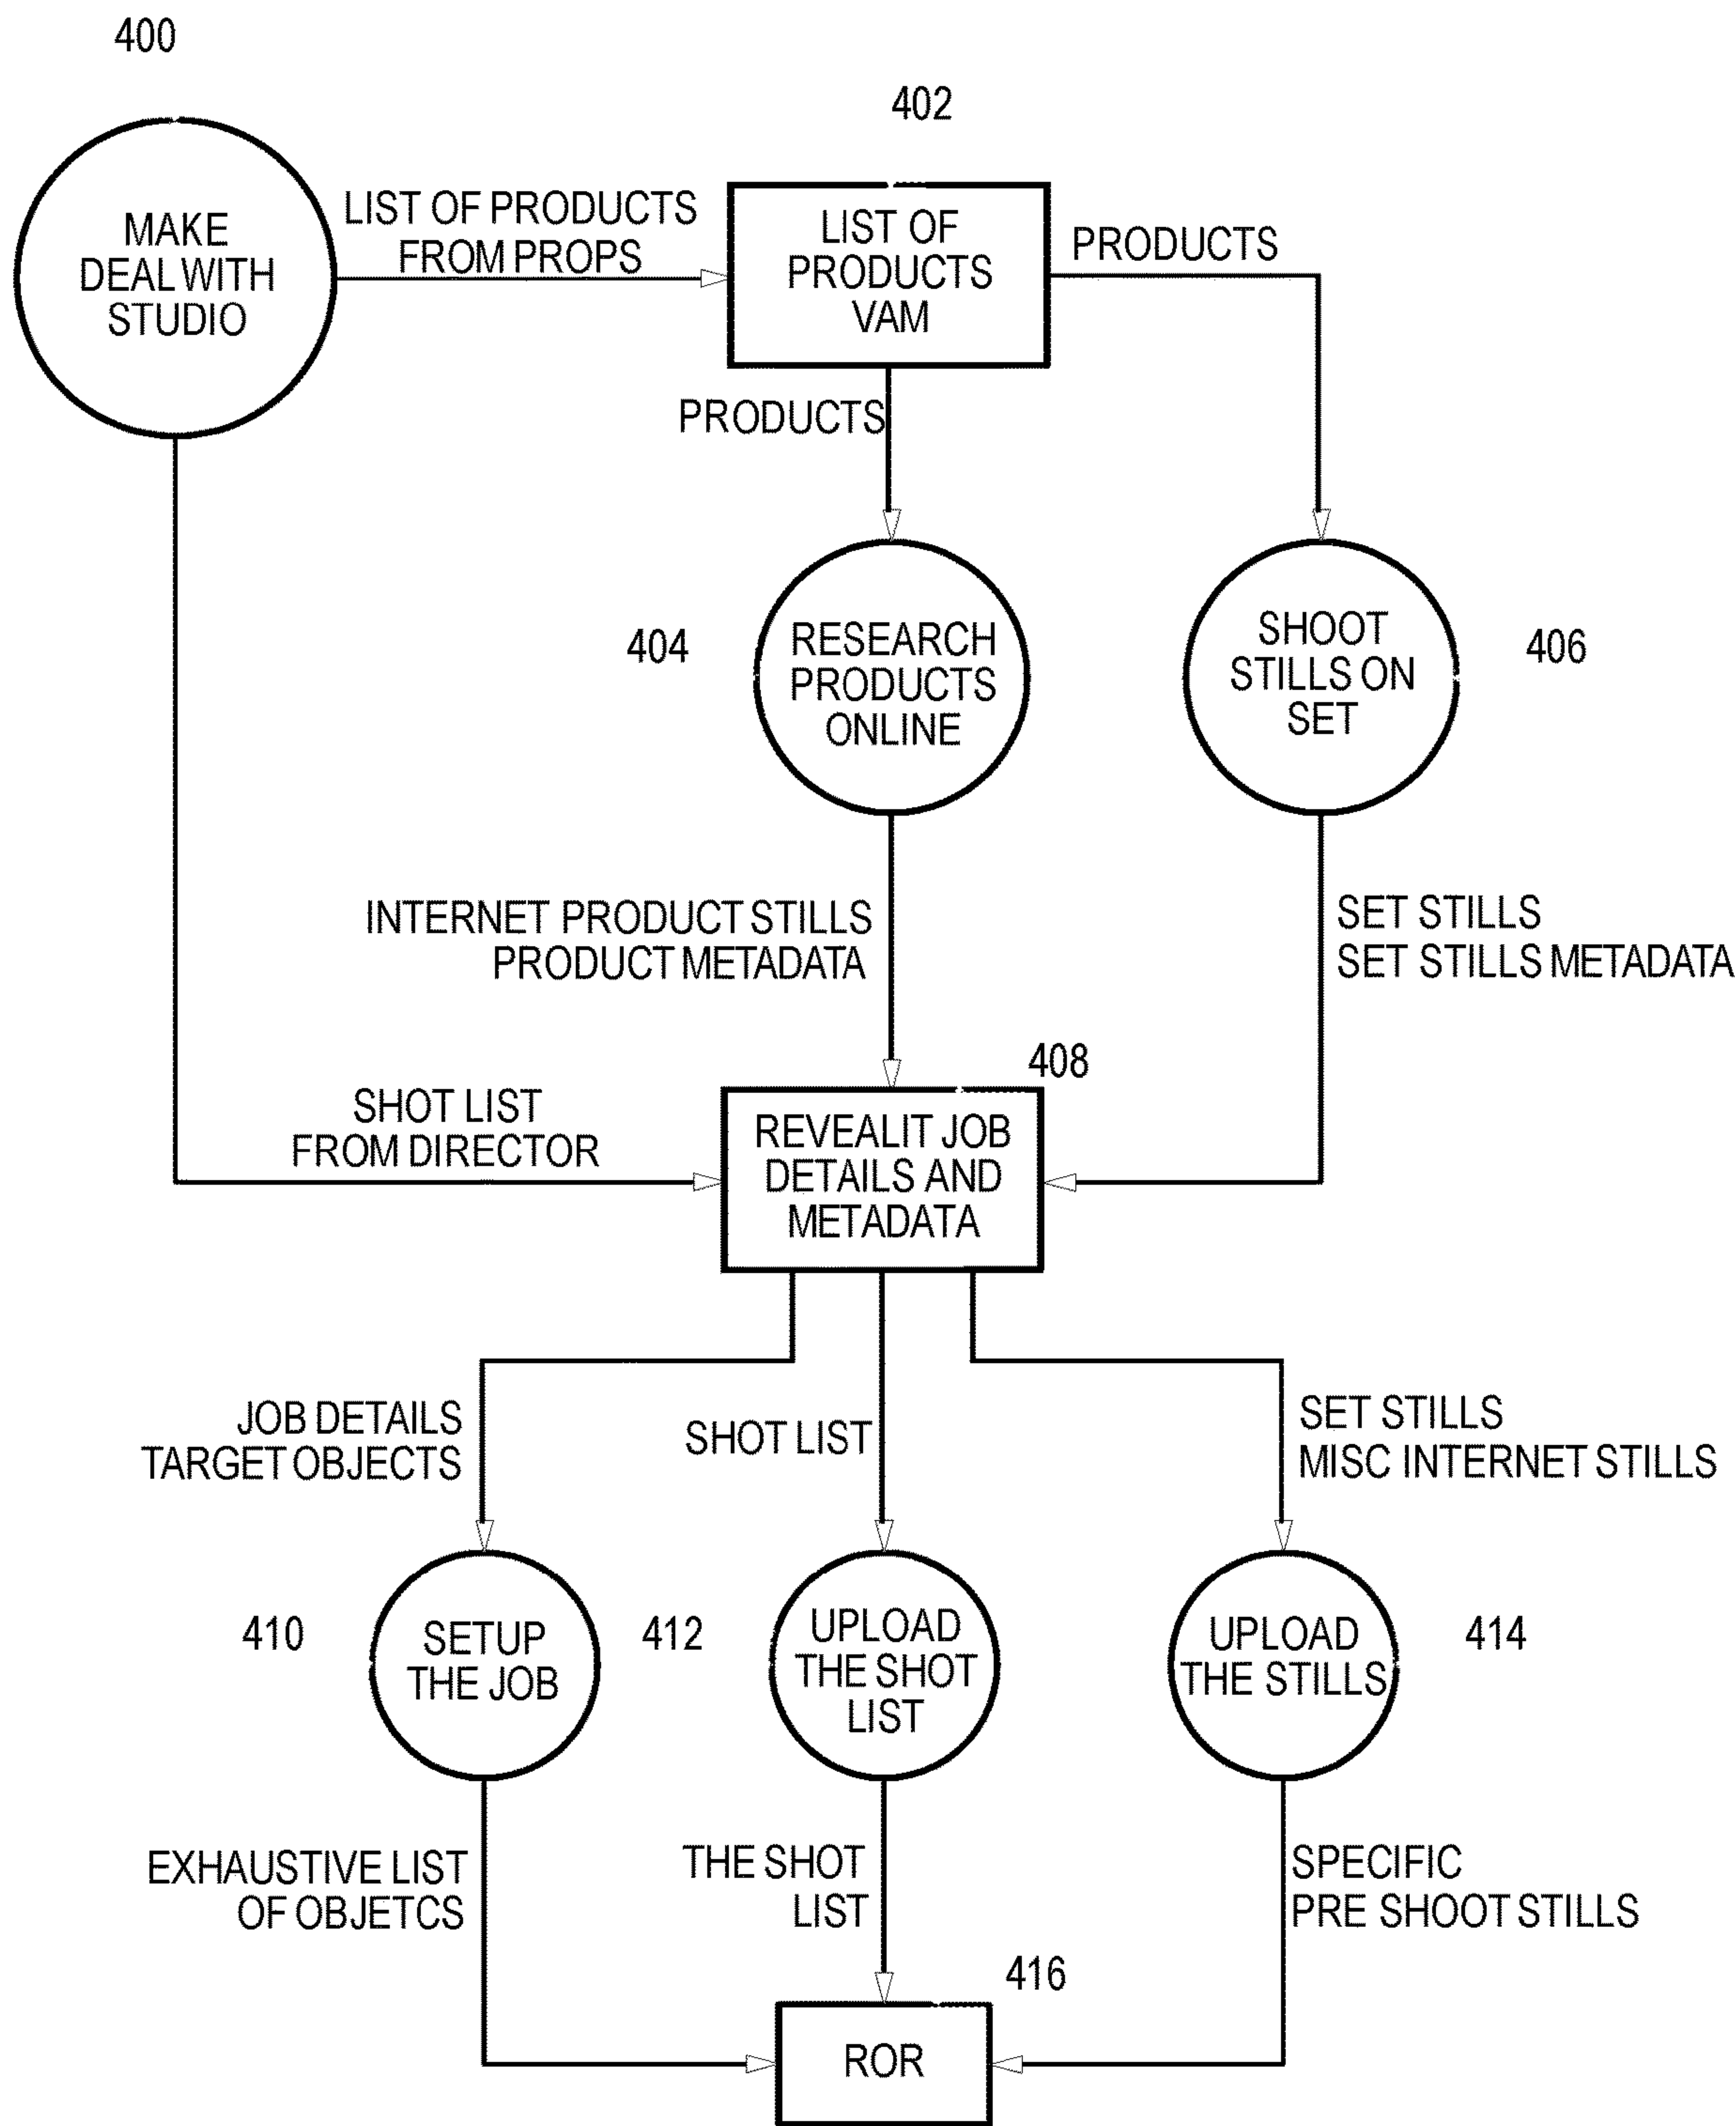 400
402
MAKE
DEAL WITH
STUDIO
LIST OF PRODUCTS
FROM PROPS
LIST OF
PRODUCTS
VAM
PRODUCTS
PRODUCTS
404
RESEARCH
PRODUCTS
ONLINE
SHOOT
STILLS ON
SET
406
INTERNET PRODUCT STILLS
PRODUCT METADATA
SET STILLS
SET STILLS METADATA
408
SHOT LIST
FROM DIRECTOR
REVEALIT JOB
DETAILS AND
METADATA
JOB DETAILS
TARGET OBJECTS
SHOT LIST
SET STILLS
MISC INTERNET STILLS
410
SETUP
THE JOB
412
UPLOAD
THE SHOT
LIST
UPLOAD
THE STILLS
414
EXHAUSTIVE LIST
OF OBJETCS
THE SHOT
LIST
SPECIFIC
PRE SHOOT STILLS
416
ROR